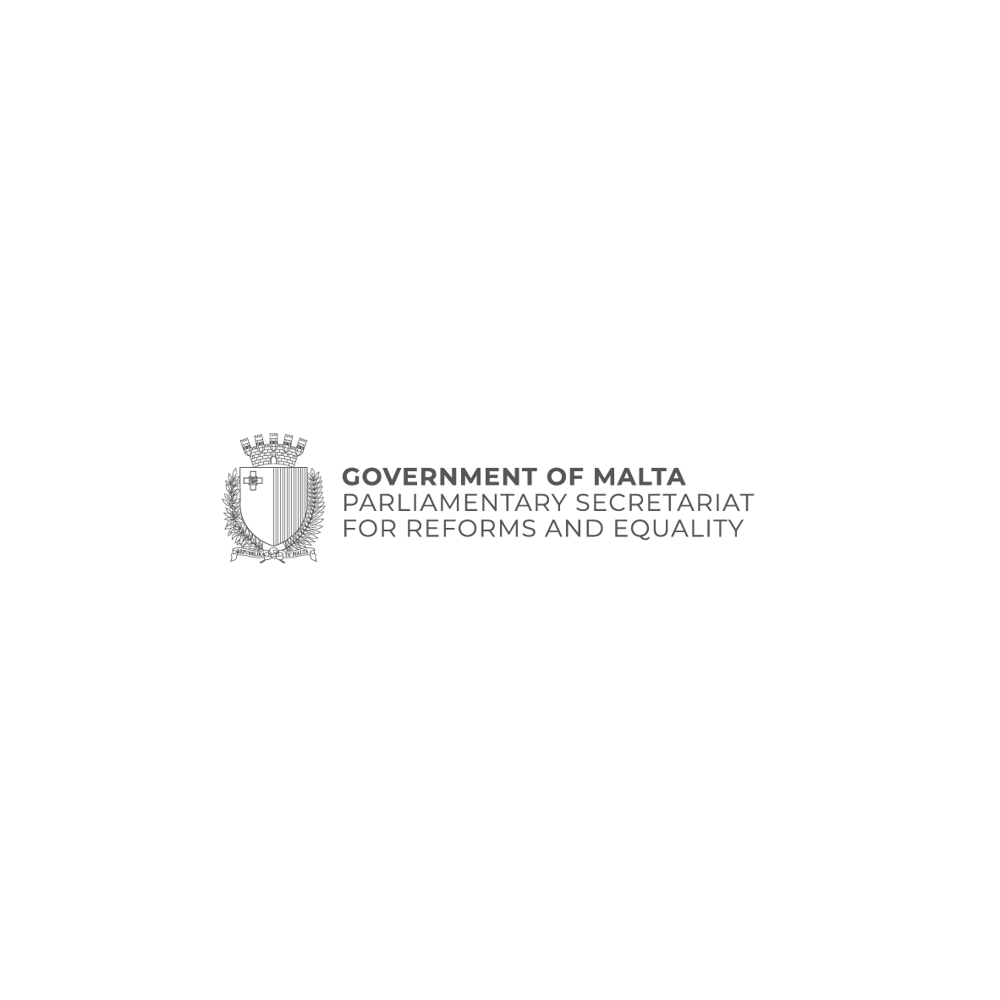 GOVERNMENT OF MALTA
PARLIAMENTARY SECRETARIAT
FOR REFORMS AND EQUALITY
REPUBBLIKA TA' MALTA